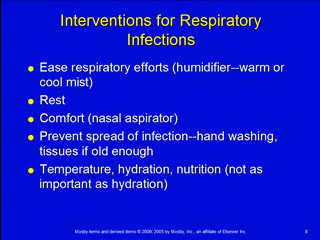 Interventions for Respiratory
Infections
Ease respiratory efforts (humidifier--warm or
cool mist)
Rest
Comfort (nasal aspirator)
Prevent spread of infection--hand washing,
tissues if old enough
Temperature, hydration, nutrition (not as
important as hydration)
Mosby items and derived items © 2009, 2005 by Mosby, Inc., an affiliate of Elsevier Inc.